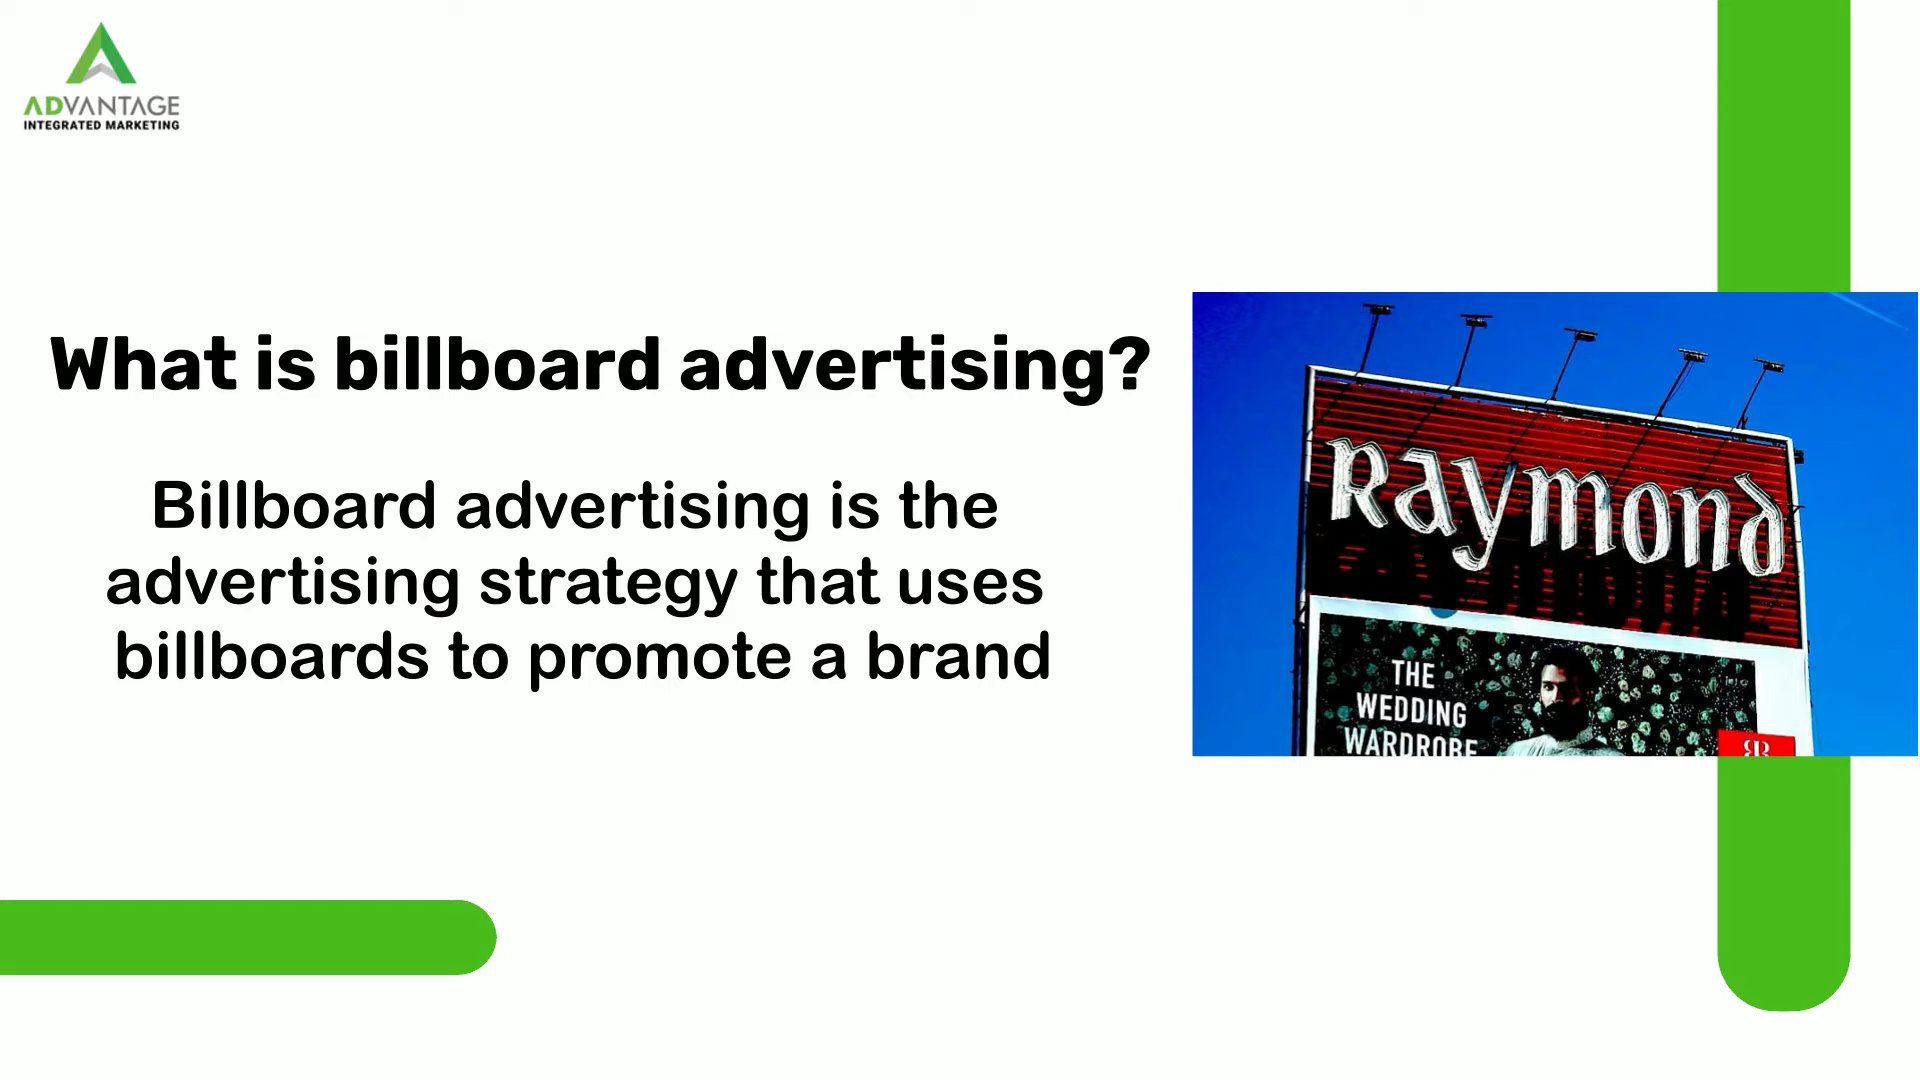 ADVANTAGE
INTEGRATED MARKETING
What is billboard advertising?
Billboard advertising is the
advertising strategy that uses
billboards to promote a brand
Raymond
THE
WEDDING
WARDROBE